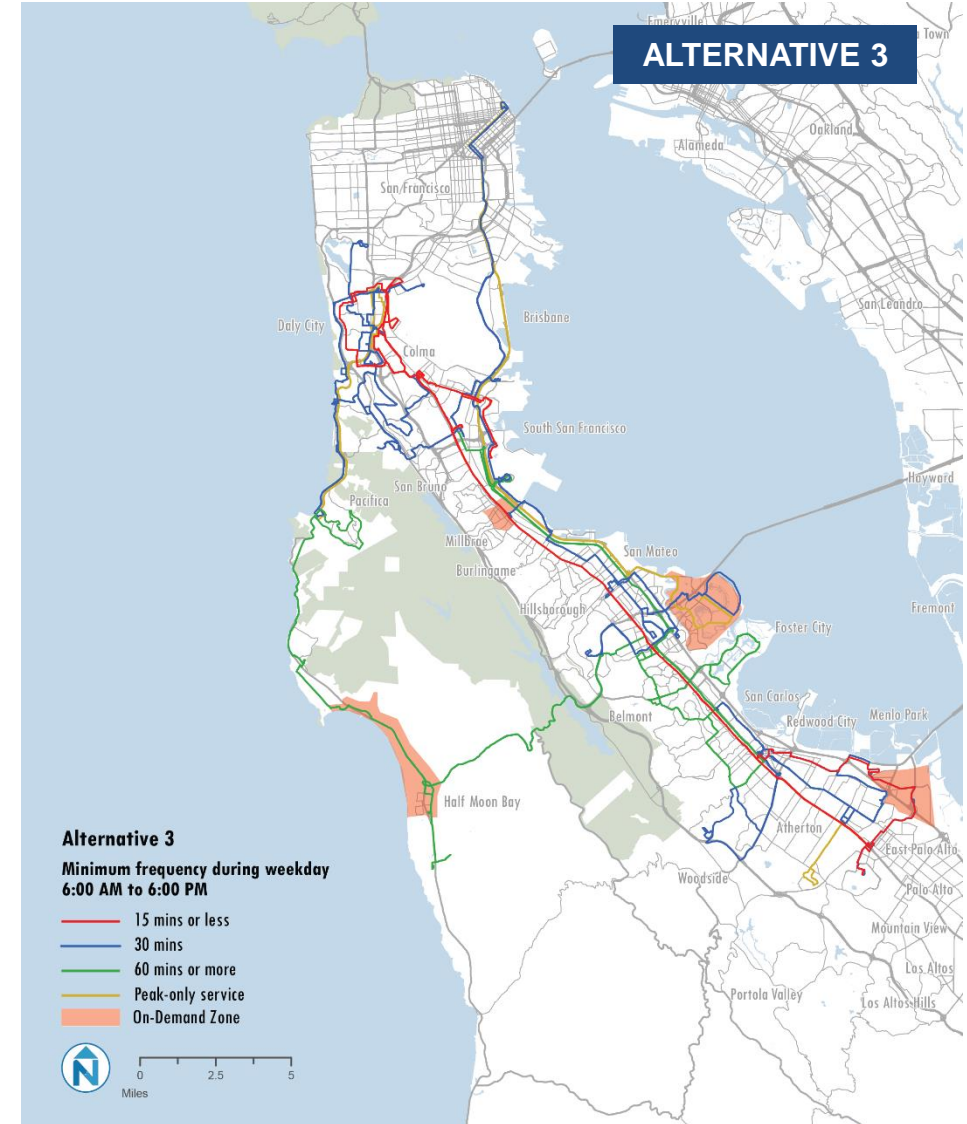 ALTERNATIVE 3
Emeryville
Town
Oakland
Alameda
San Francisco
San Leandro
Daly City
Brisbane
Colma
South San Francisco
Hayward
San Bruno
Pacifica
Millbrae
San Mateo
Burlingame
Hillsborough
Fremont
Foster City
San Carlos
Belmont
Redwood City
Menlo Park
Half Moon Bay
Atherton
East Palo Alto
Woodside
Palo Alto
Mountain View
Los Altos
Portola Valley
Los Altos Hills
Alternative 3
Minimum frequency during weekday
6:00 AM to 6:00 PM
15 mins or less
30 mins
60 mins or more
Peak-only service
On-Demand Zone
N
0
2.5
5
Miles